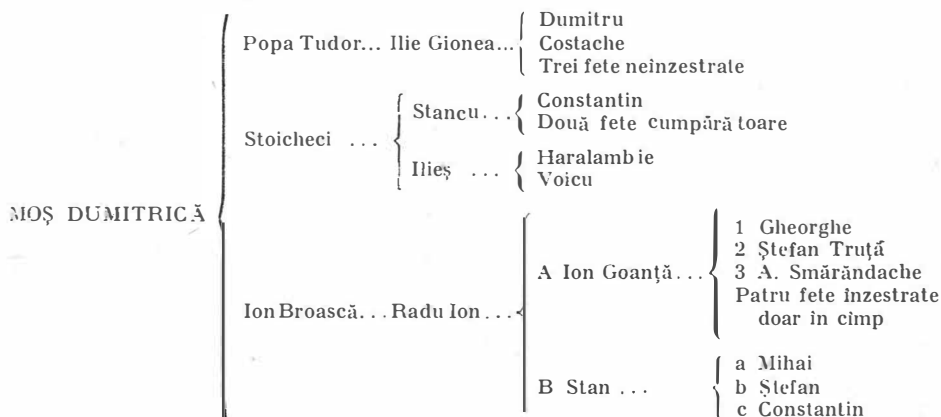 Dumitru
Popa Tudor... Ilie Gionea... Costache
Trei fete neînzestrate
Stancu... Constantin
Două fete cumpărătoare
Stoicheci ...
Ilieș ... Haralambie
Voicu
MOȘ DUMITRICĂ
1 Gheorghe
2 Ștefan Truță
A Ion Goanță... 3 A. Smărăndache
Patru fete înzestrate
doar în cîmp
Ion Broască... Radu Ion...
a Mihai
B Stan ... b Ștefan
c Constantin